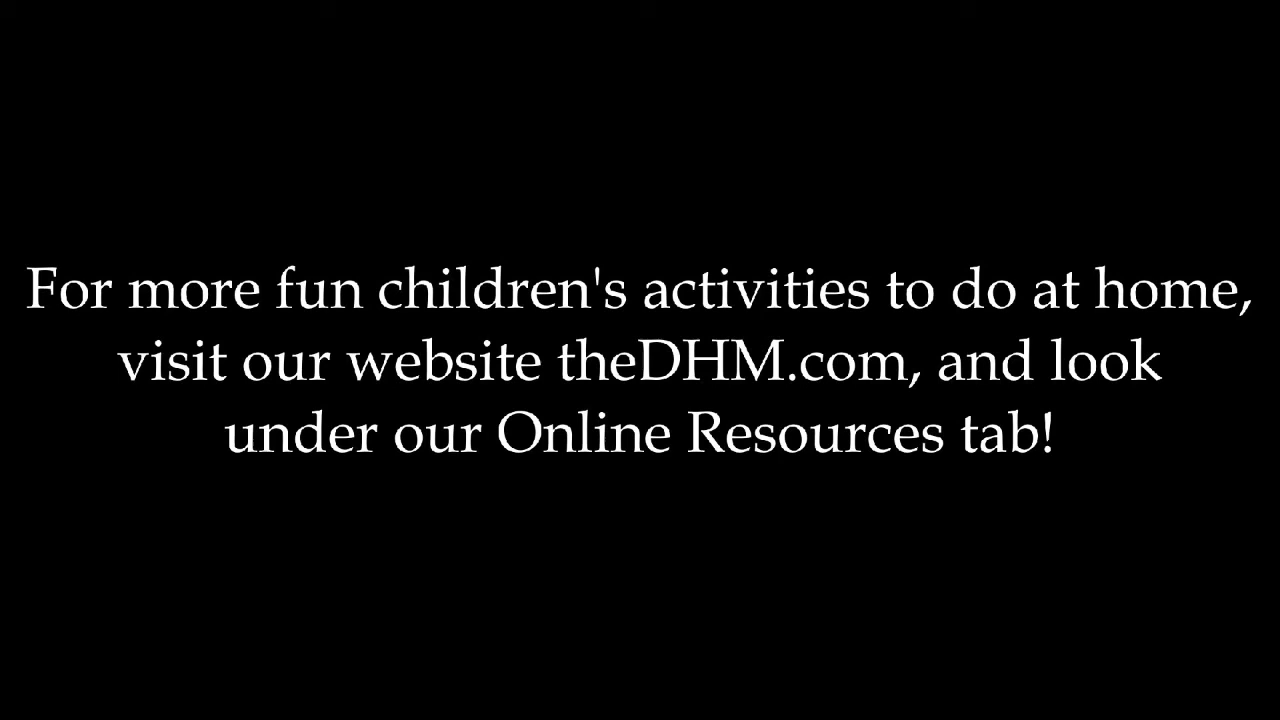 For more fun children's activities to do at home,
visit our website theDHM.com, and look
under our Online Resources tab!